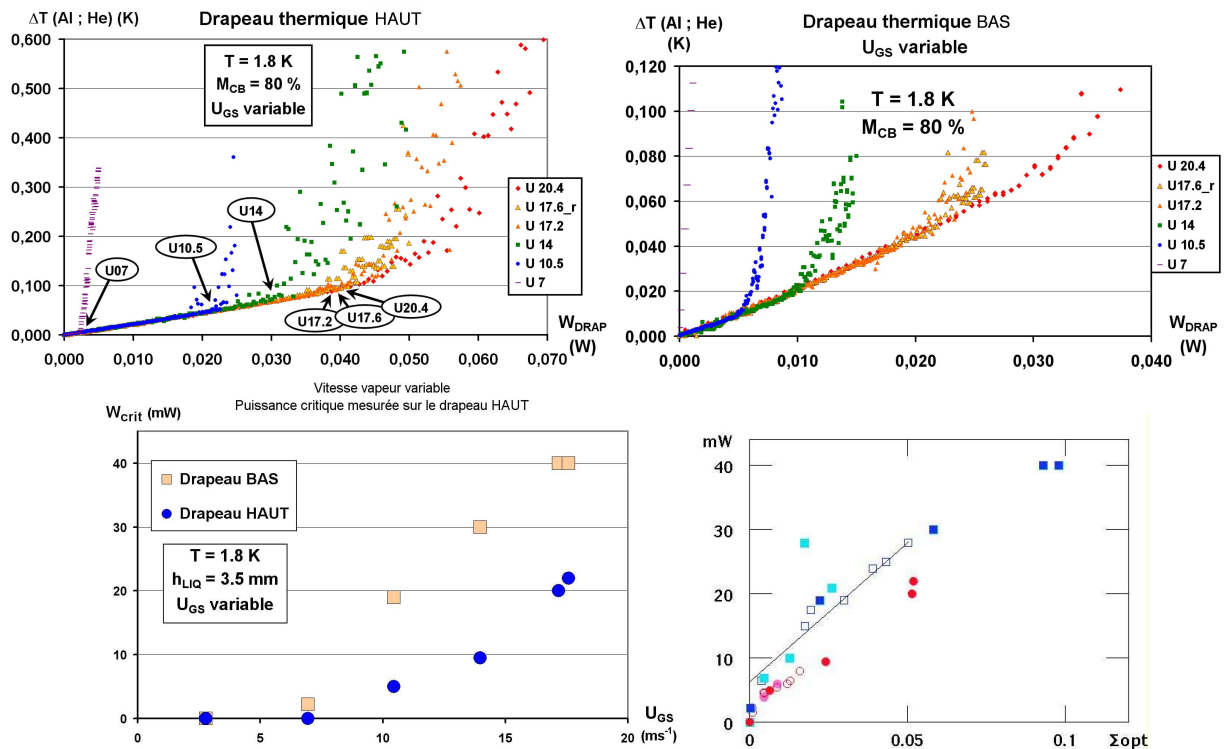 ΔT (Al ; He) (K)
Drapeau thermique HAUT
0,600
0,500
0,400
0,300
0,200
0,100
0,000
T = 1.8 K
M_CB = 80 %
U_GS variable
U07
U10.5
U14
U17.2
U17.6
U20.4
U 20.4
U 17.6_r
U 17.2
U 14
U 10.5
U 7
W_DRAP
(W)
0,000 0,010 0,020 0,030 0,040 0,050 0,060 0,070
ΔT (Al ; He)
(K)
Drapeau thermique BAS
U_GS variable
0,120
0,100
0,080
0,060
0,040
0,020
0,000
T = 1.8 K
M_CB = 80 %
U 20.4
U17.6_r
U17.2
U 14
U 10.5
U 7
W_DRAP
(W)
0,000 0,010 0,020 0,030 0,040
Vitesse vapeur variable
Puissance critique mesurée sur le drapeau HAUT
W_crit (mW)
40
30
20
10
0
Drapeau BAS
Drapeau HAUT
T = 1.8 K
h_LIQ = 3.5 mm
U_GS variable
U_GS
(ms⁻¹)
0 5 10 15 20
mW
40
30
20
10
0
0 0.05 0.1 Σopt